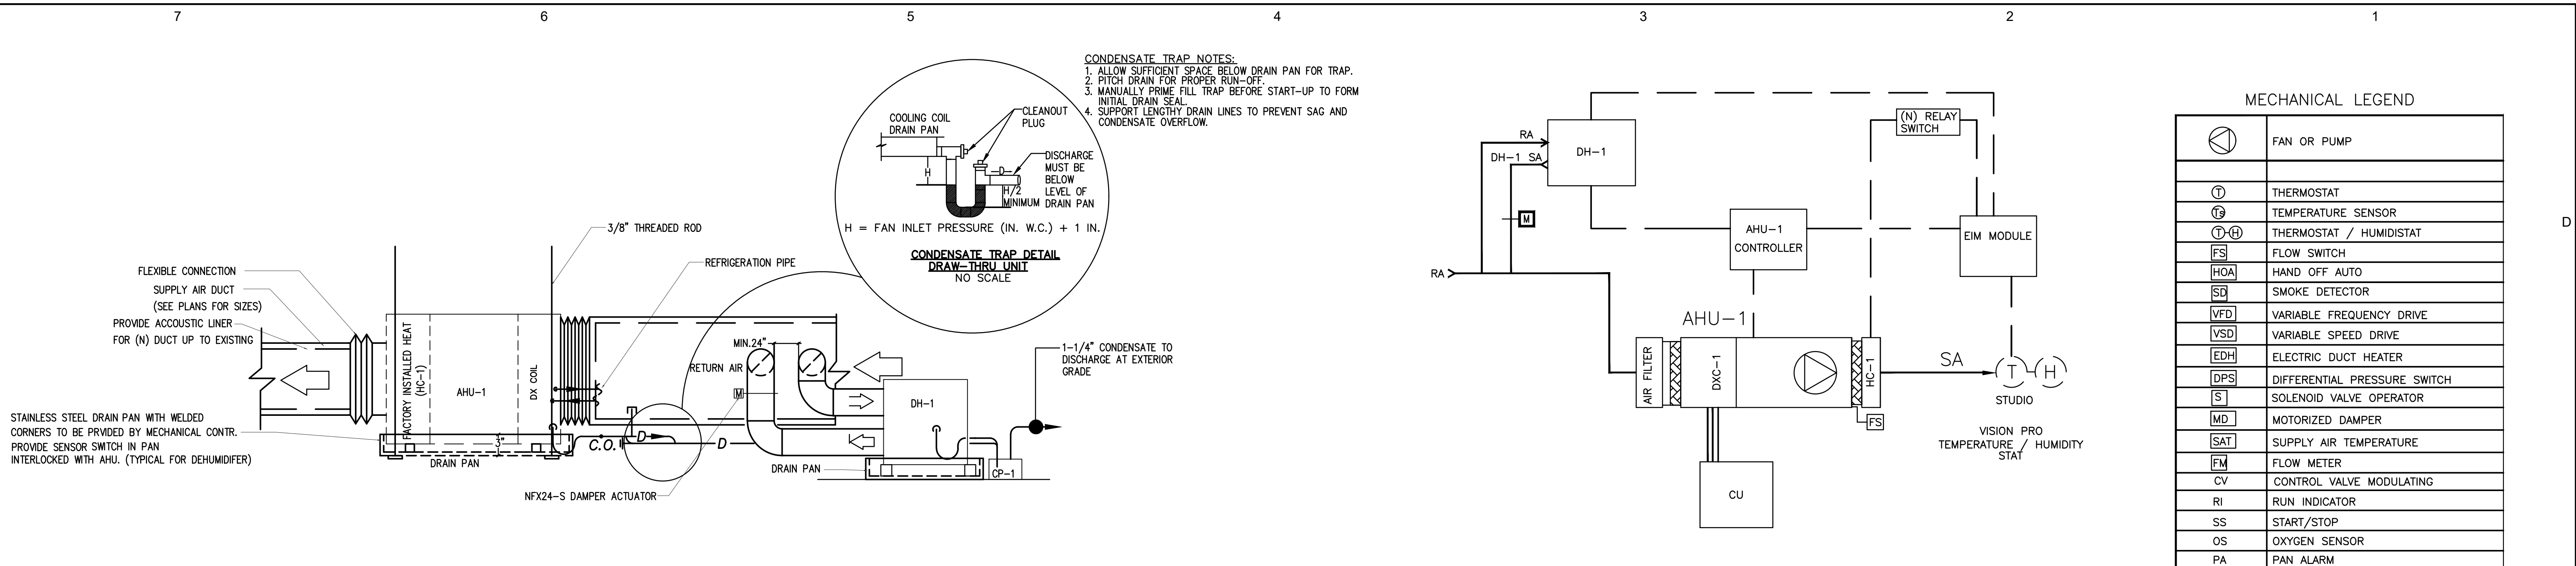 7
6
5
4
3
2
1
CONDENSATE TRAP NOTES:
1. ALLOW SUFFICIENT SPACE BELOW DRAIN PAN FOR TRAP.
2. PITCH DRAIN FOR PROPER RUN-OFF.
3. MANUALLY PRIME FILL TRAP BEFORE START-UP TO FORM
INITIAL DRAIN SEAL.
4. SUPPORT LENGTHY DRAIN LINES TO PREVENT SAG AND
CONDENSATE OVERFLOW.
COOLING COIL
DRAIN PAN
CLEANOUT
PLUG
DISCHARGE
MUST BE
BELOW
LEVEL OF
DRAIN PAN
H
D
H/2
MINIMUM
H = FAN INLET PRESSURE (IN. W.C.) + 1 IN.
CONDENSATE TRAP DETAIL
DRAW-THRU UNIT
NO SCALE
3/8" THREADED ROD
REFRIGERATION PIPE
FLEXIBLE CONNECTION
SUPPLY AIR DUCT
(SEE PLANS FOR SIZES)
PROVIDE ACCOUSTIC LINER
FOR (N) DUCT UP TO EXISTING
FACTORY INSTALLED HEAT
(HC-1)
AHU-1
DX COIL
MIN.24"
RETURN AIR
M
DH-1
1-1/4" CONDENSATE TO
DISCHARGE AT EXTERIOR
GRADE
STAINLESS STEEL DRAIN PAN WITH WELDED
CORNERS TO BE PRVIDED BY MECHANICAL CONTR.
PROVIDE SENSOR SWITCH IN PAN
INTERLOCKED WITH AHU. (TYPICAL FOR DEHUMIDIFER)
3"
DRAIN PAN
C.O.
D
D
DRAIN PAN
CP-1
NFX24-S DAMPER ACTUATOR
RA
DH-1 SA
DH-1
M
RA
(N) RELAY
SWITCH
AHU-1
CONTROLLER
EIM MODULE
AHU-1
AIR FILTER
DXC-1
HC-1
SA
T
H
STUDIO
FS
VISION PRO
TEMPERATURE / HUMIDITY
STAT
CU
MECHANICAL LEGEND
FAN OR PUMP
T THERMOSTAT
Ts TEMPERATURE SENSOR
T H THERMOSTAT / HUMIDISTAT
FS FLOW SWITCH
HOA HAND OFF AUTO
SD SMOKE DETECTOR
VFD VARIABLE FREQUENCY DRIVE
VSD VARIABLE SPEED DRIVE
EDH ELECTRIC DUCT HEATER
DPS DIFFERENTIAL PRESSURE SWITCH
S SOLENOID VALVE OPERATOR
MD MOTORIZED DAMPER
SAT SUPPLY AIR TEMPERATURE
FM FLOW METER
CV CONTROL VALVE MODULATING
RI RUN INDICATOR
SS START/STOP
OS OXYGEN SENSOR
PA PAN ALARM
D